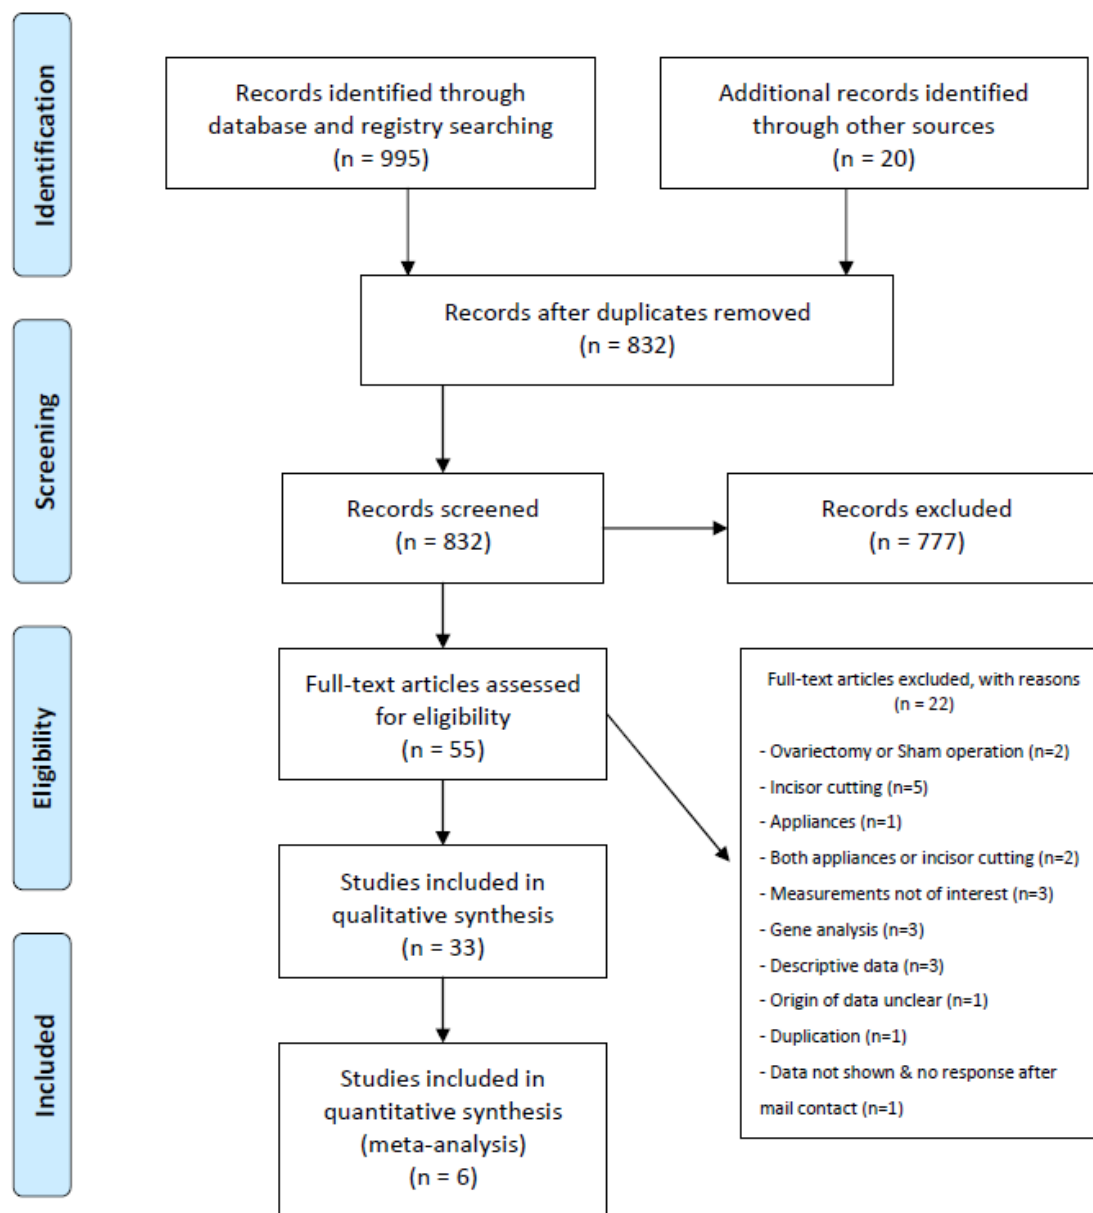 Identification
Records identified through
database and registry searching
(n = 995)
Additional records identified
through other sources
(n = 20)
Records after duplicates removed
(n = 832)
Screening
Records screened
(n = 832)
Records excluded
(n = 777)
Eligibility
Full-text articles assessed
for eligibility
(n = 55)
Full-text articles excluded, with reasons
(n = 22)
- Ovariectomy or Sham operation (n=2)
- Incisor cutting (n=5)
- Appliances (n=1)
- Both appliances or incisor cutting (n=2)
- Measurements not of interest (n=3)
- Gene analysis (n=3)
- Descriptive data (n=3)
- Origin of data unclear (n=1)
- Duplication (n=1)
- Data not shown & no response after
mail contact (n=1)
Studies included in
qualitative synthesis
(n = 33)
Included
Studies included in
quantitative synthesis
(meta-analysis)
(n = 6)